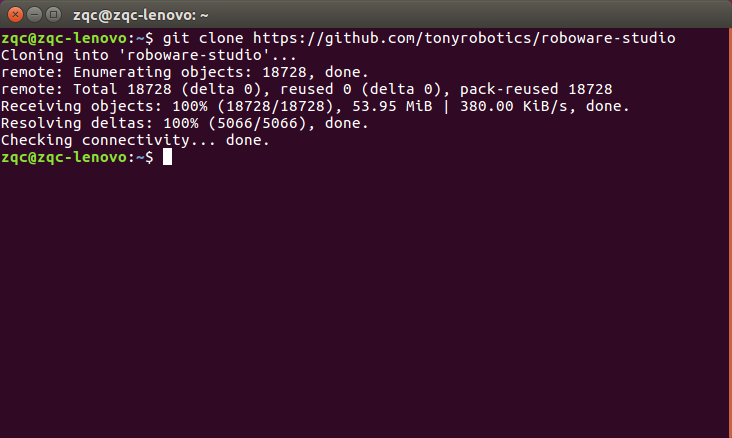 zqc@zqc-lenovo: ~
zqc@zqc-lenovo:~$ git clone https://github.com/tonyrobotics/roboware-studio
Cloning into 'roboware-studio'...
remote: Enumerating objects: 18728, done.
remote: Total 18728 (delta 0), reused 0 (delta 0), pack-reused 18728
Receiving objects: 100% (18728/18728), 53.95 MiB | 380.00 KiB/s, done.
Resolving deltas: 100% (5066/5066), done.
Checking connectivity... done.
zqc@zqc-lenovo:~$